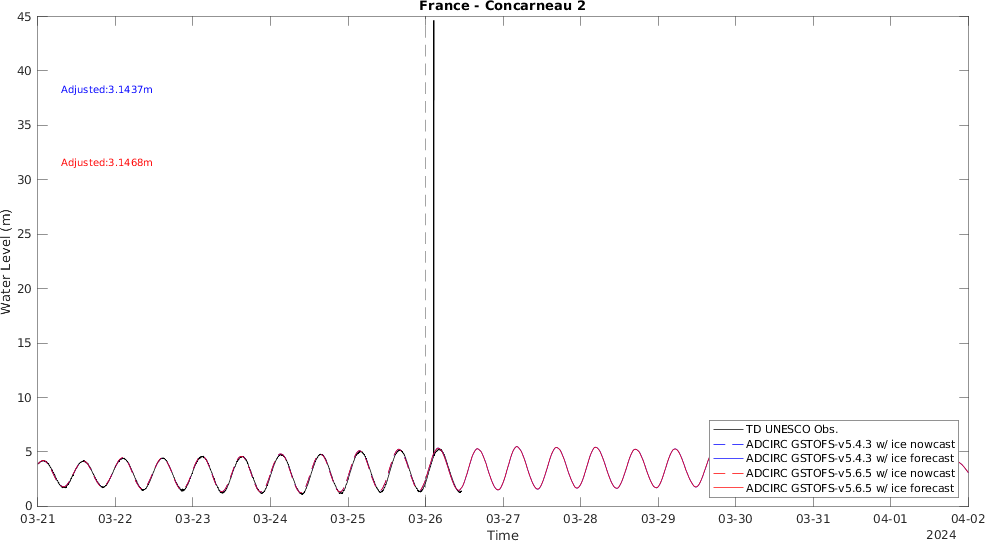 France - Concarneau 2
45
40
35
30
25
20
15
10
5
0
Water Level (m)
Adjusted:3.1437m
Adjusted:3.1468m
TD UNESCO Obs.
ADCIRC GSTOFS-v5.4.3 w/ ice nowcast
ADCIRC GSTOFS-v5.4.3 w/ ice forecast
ADCIRC GSTOFS-v5.6.5 w/ ice nowcast
ADCIRC GSTOFS-v5.6.5 w/ ice forecast
03-21 03-22 03-23 03-24 03-25 03-26 03-27 03-28 03-29 03-30 03-31 04-01 04-02
Time
2024